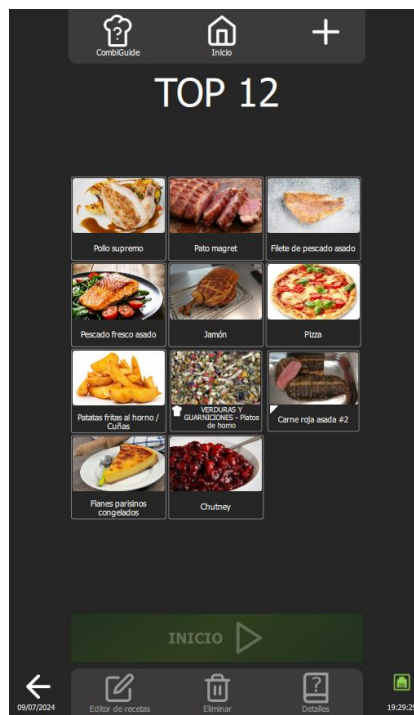 CombiGuide
Inicio
TOP 12
Pollo supremo
Pato magret
Filete de pescado asado
Pescado fresco asado
Jamón
Pizza
Patatas fritas al horno /
Cuñas
VERDURAS Y
GUARNICIONES - Platos
de horno
Carne roja asada #2
Flanes parisinos
congelados
Chutney
INICIO
Editor de recetas
Eliminar
Detalles
09/07/2024
19:29:29